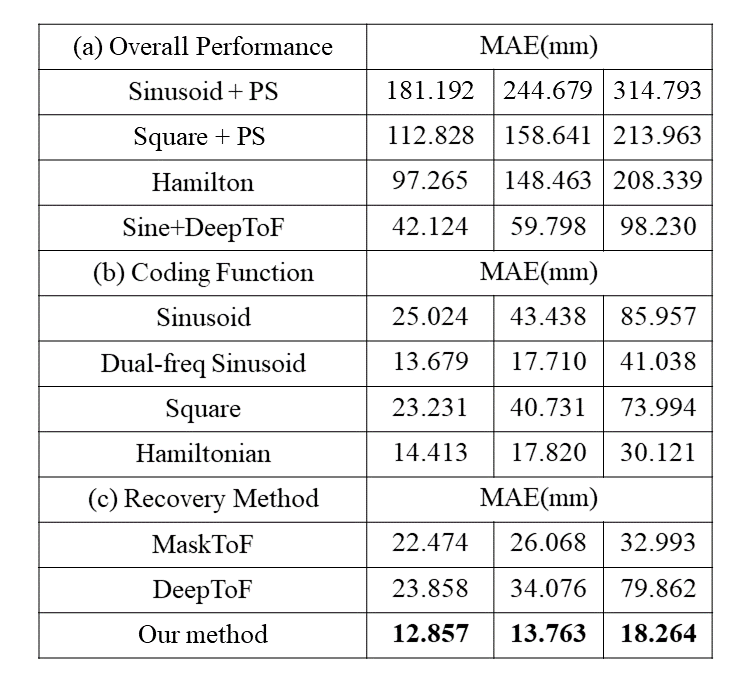 (a) Overall Performance MAE(mm)
Sinusoid + PS 181.192 244.679 314.793
Square + PS 112.828 158.641 213.963
Hamilton 97.265 148.463 208.339
Sine+DeepToF 42.124 59.798 98.230
(b) Coding Function MAE(mm)
Sinusoid 25.024 43.438 85.957
Dual-freq Sinusoid 13.679 17.710 41.038
Square 23.231 40.731 73.994
Hamiltonian 14.413 17.820 30.121
(c) Recovery Method MAE(mm)
MaskToF 22.474 26.068 32.993
DeepToF 23.858 34.076 79.862
Our method 12.857 13.763 18.264